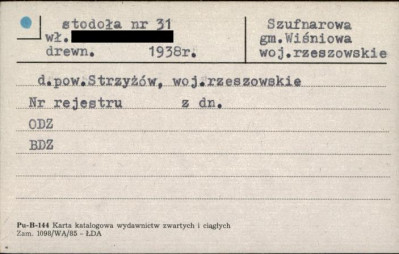 stodoła nr 31
wł.
drewn. 1938r.
Szufnarowa
gm.Wiśniowa
woj.rzeszowskie
d.pow.Strzyżów, woj.rzeszowskie
Nr rejestru z dn.
ODZ
BDZ
Pu-B-144 Karta katalogowa wydawnictw zwartych i ciągłych
Zam. 1098/WA/85 - ŁDA